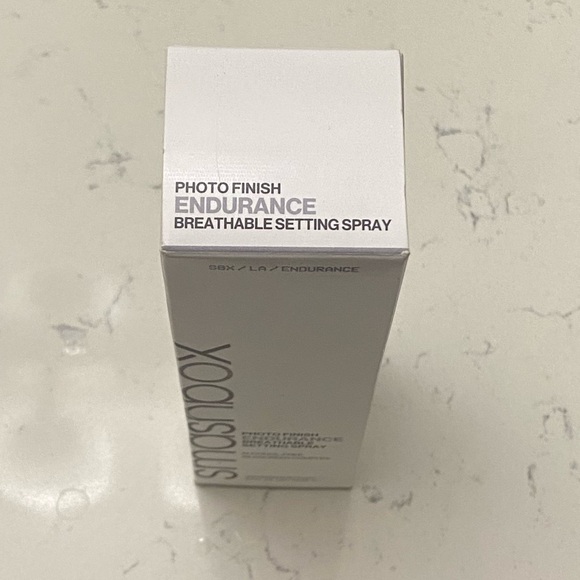 PHOTO FINISH
ENDURANCE
BREATHABLE SETTING SPRAY
SBX / LA / ENDURANCE
smashbox
PHOTO FINISH
ENDURANCE
BREATHABLE
SETTING SPRAY